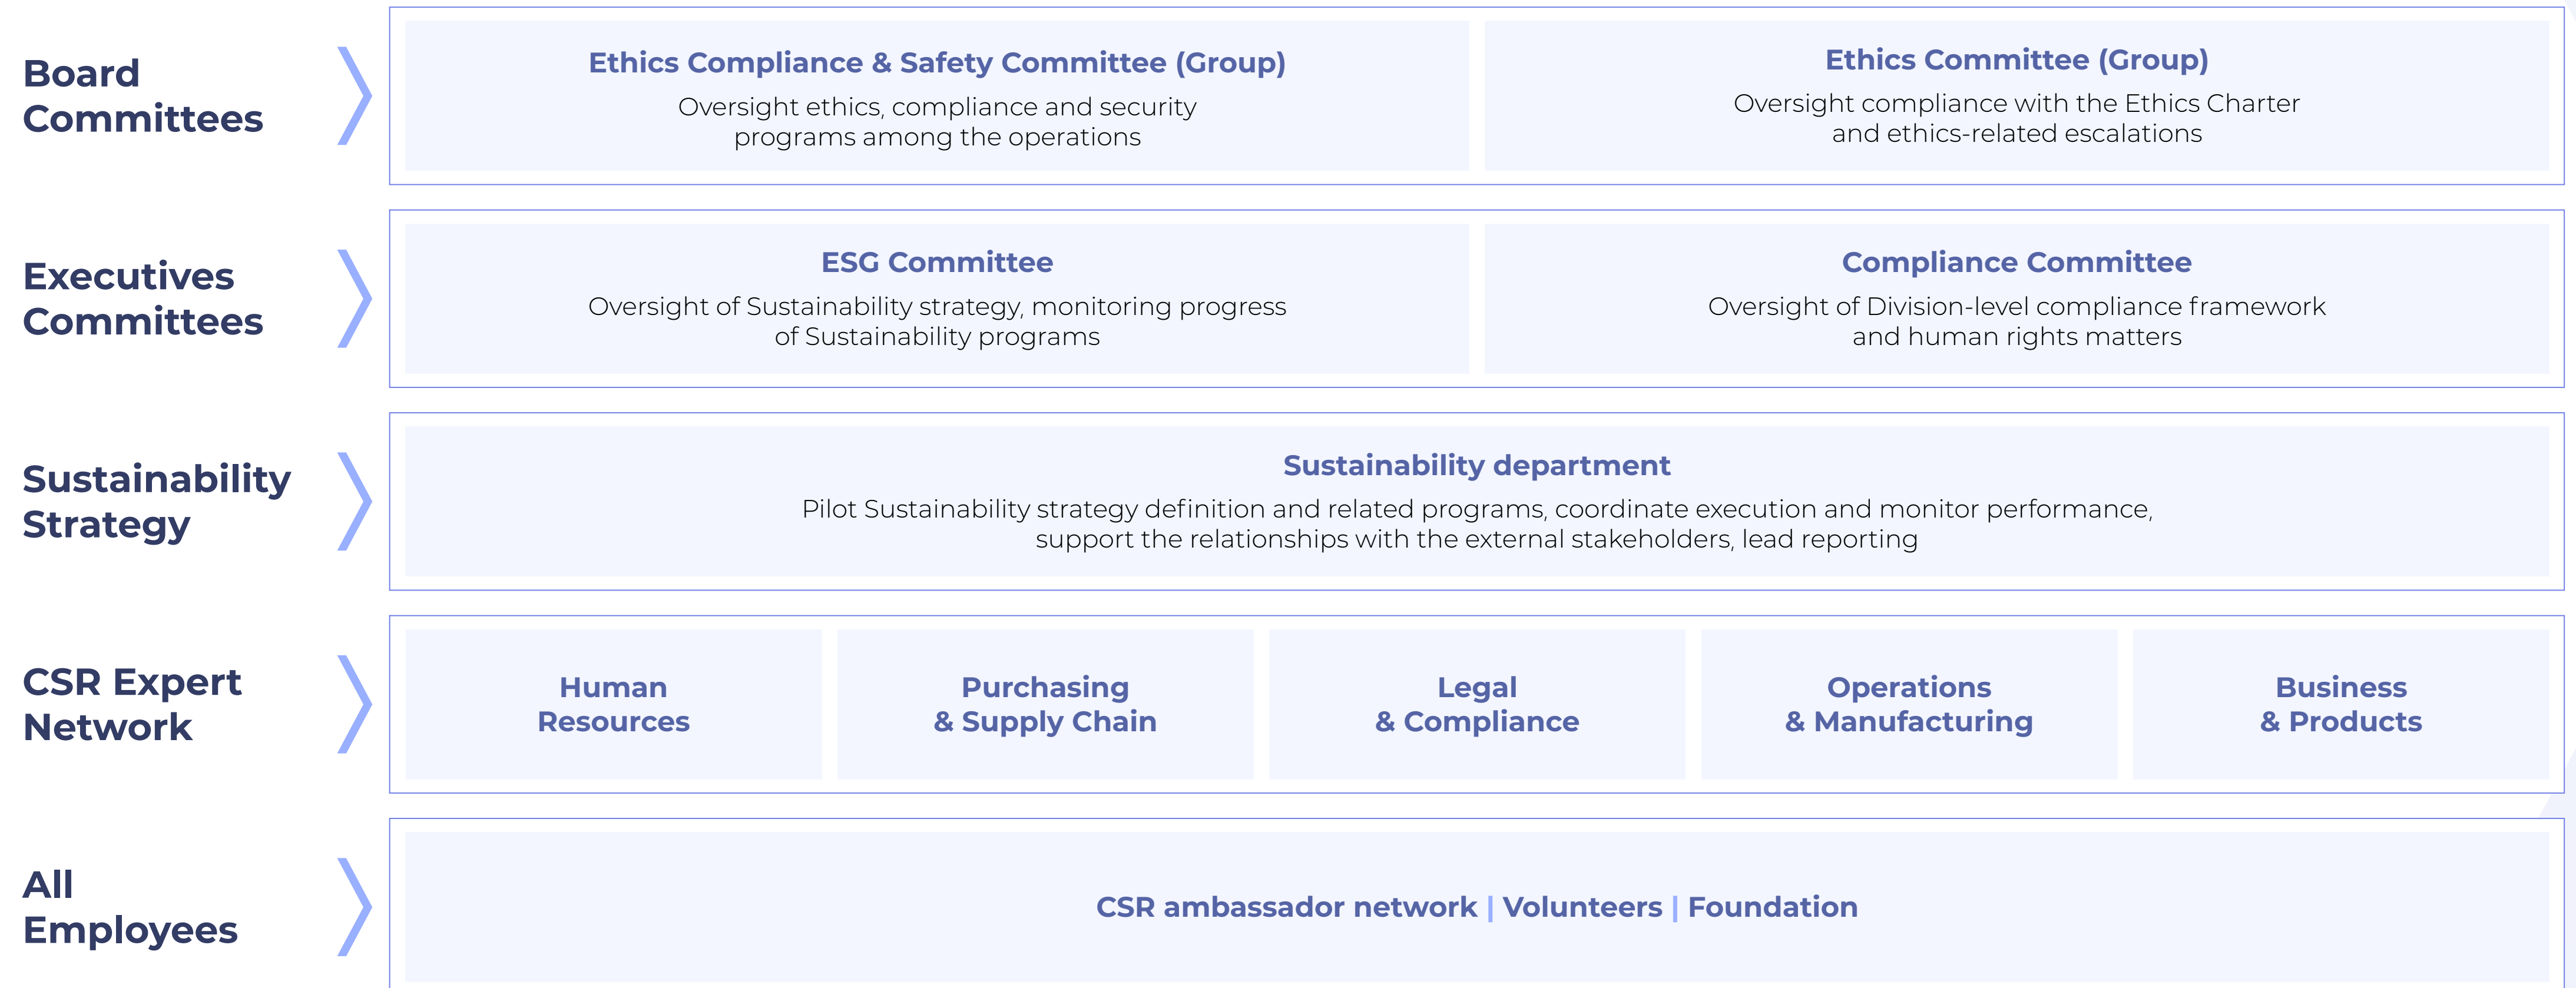 Board
Committees
Ethics Compliance & Safety Committee (Group)
Oversight ethics, compliance and security
programs among the operations
Ethics Committee (Group)
Oversight compliance with the Ethics Charter
and ethics-related escalations
Executives
Committees
ESG Committee
Oversight of Sustainability strategy, monitoring progress
of Sustainability programs
Compliance Committee
Oversight of Division-level compliance framework
and human rights matters
Sustainability
Strategy
Sustainability department
Pilot Sustainability strategy definition and related programs, coordinate execution and monitor performance,
support the relationships with the external stakeholders, lead reporting
CSR Expert
Network
Human
Resources
Purchasing
& Supply Chain
Legal
& Compliance
Operations
& Manufacturing
Business
& Products
All
Employees
CSR ambassador network | Volunteers | Foundation